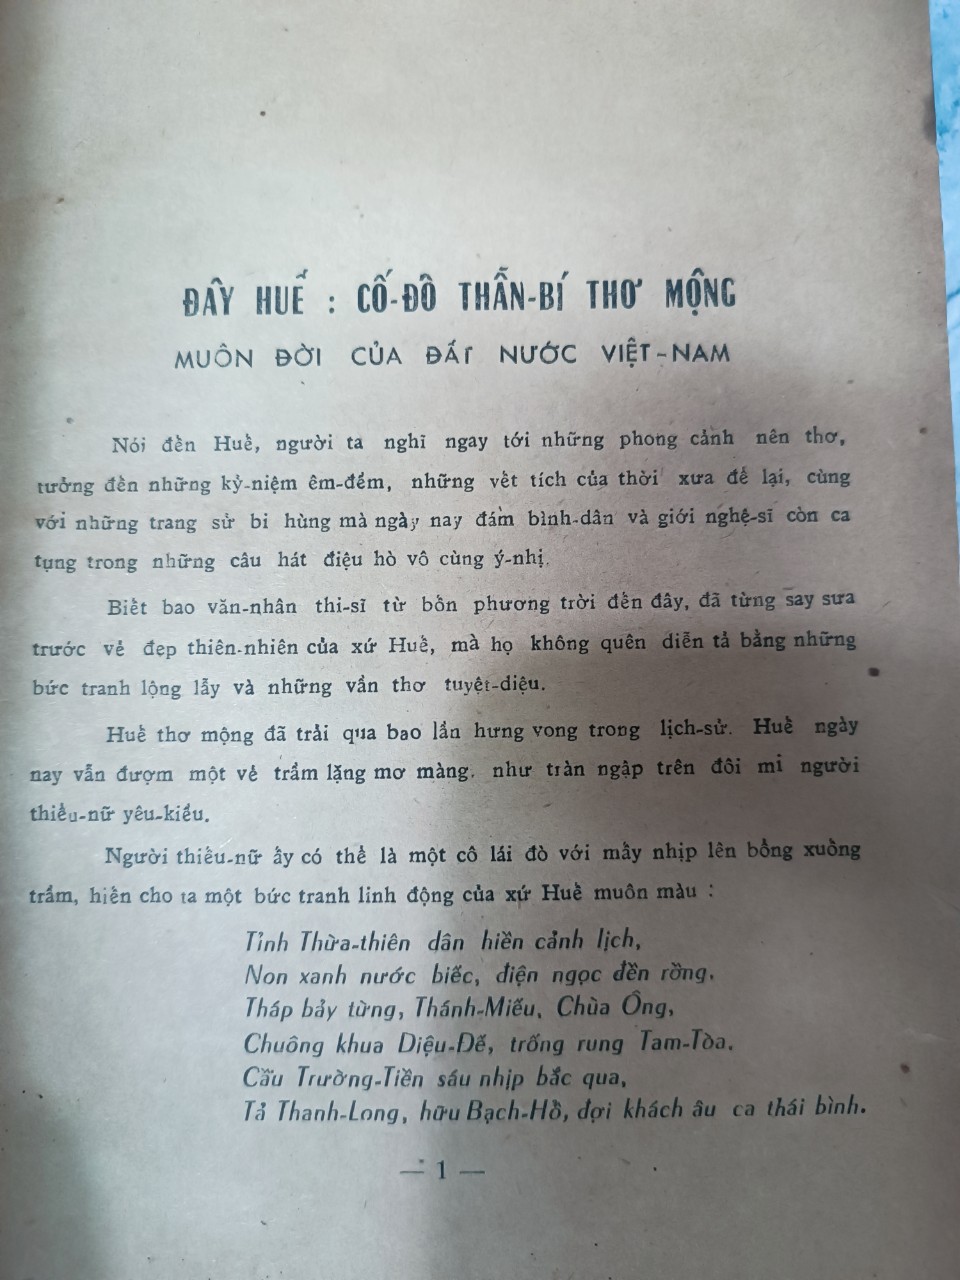 ĐÂY HUẾ : CỐ-ĐÔ THẦN-BÍ THƠ MỘNG
MUÔN ĐỜI CỦA ĐẤT NƯỚC VIỆT-NAM
Nói đến Huế, người ta nghĩ ngay tới những phong cảnh nên thơ,
tưởng đến những kỷ-niệm êm-đềm, những vết tích của thời xưa để lại, cùng
với những trang sử bi hùng mà ngày nay đám bình-dân và giới nghệ-sĩ còn ca
tụng trong những câu hát điệu hò vô cùng ý-nhị.
Biết bao văn-nhân thi-sĩ từ bốn phương trời đến đây, đã từng say sưa
trước vẻ đẹp thiên-nhiên của xứ Huế, mà họ không quên diễn tả bằng những
bức tranh lộng lẫy và những vần thơ tuyệt-diệu.
Huế thơ mộng đã trải qua bao lần hưng vong trong lịch-sử. Huế ngày
nay vẫn đượm một vẻ trầm lặng mơ màng, như tràn ngập trên đôi mi người
thiếu-nữ yêu-kiều.
Người thiếu-nữ ấy có thể là một cô lái đò với mấy nhịp lên bổng xuống
trầm, hiến cho ta một bức tranh linh động của xứ Huế muôn màu :
Tỉnh Thừa-thiên dân hiền cảnh lịch,
Non xanh nước biếc, điện ngọc đền rồng,
Tháp bảy từng, Thánh-Miếu, Chùa Ông,
Chuông khua Diệu-Đế, trống rung Tam-Tòa.
Cầu Trường-Tiền sáu nhịp bắc qua,
Tả Thanh-Long, hữu Bạch-Hổ, đợi khách âu ca thái bình.
— 1 —